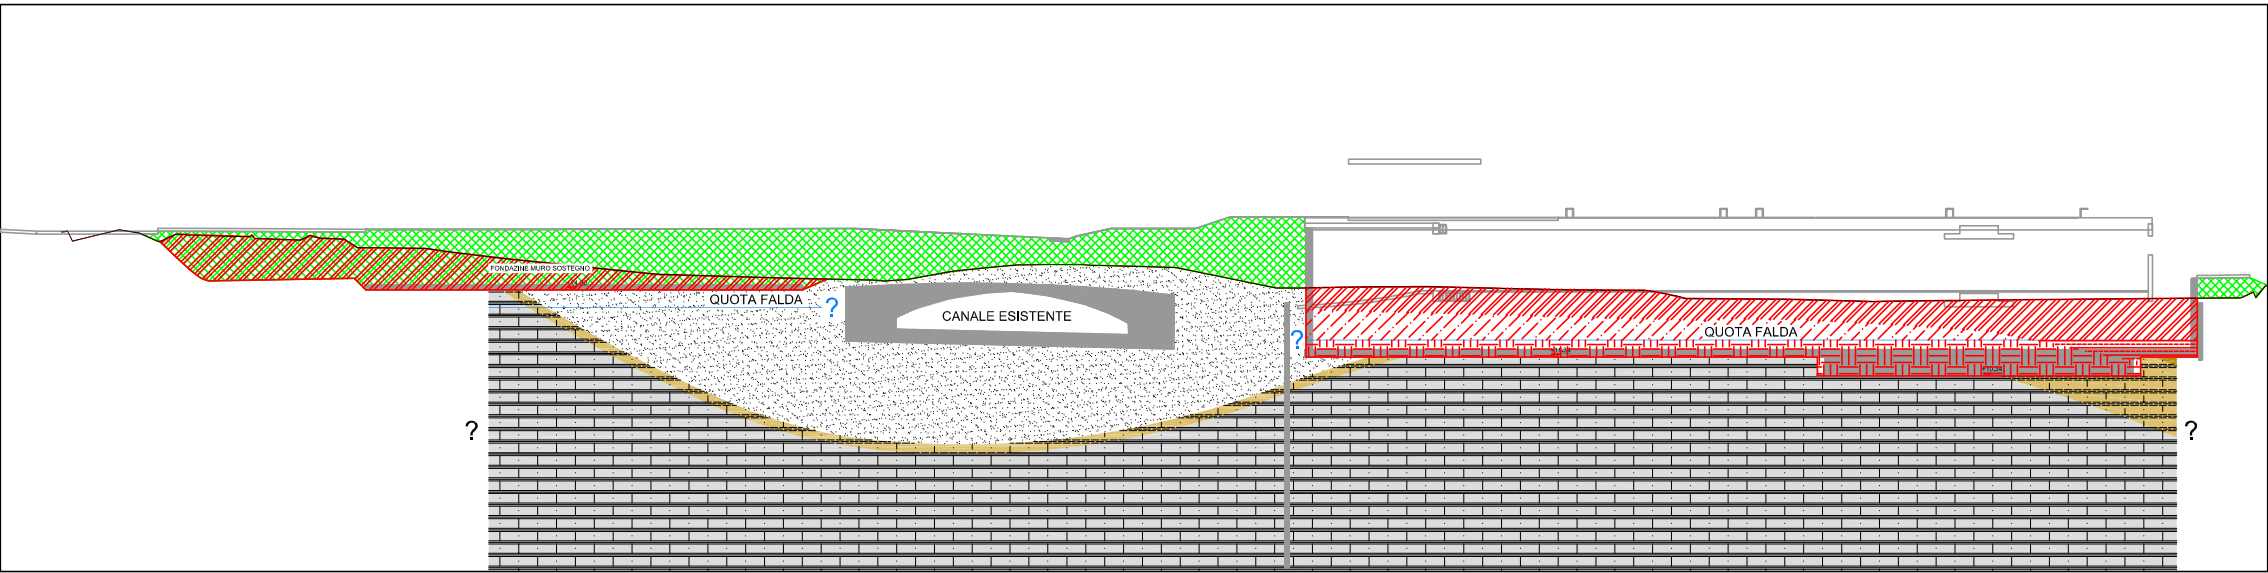 FONDAZINE MURO SOSTEGNO
QUOTA FALDA
?
CANALE ESISTENTE
?
QUOTA FALDA
?
?